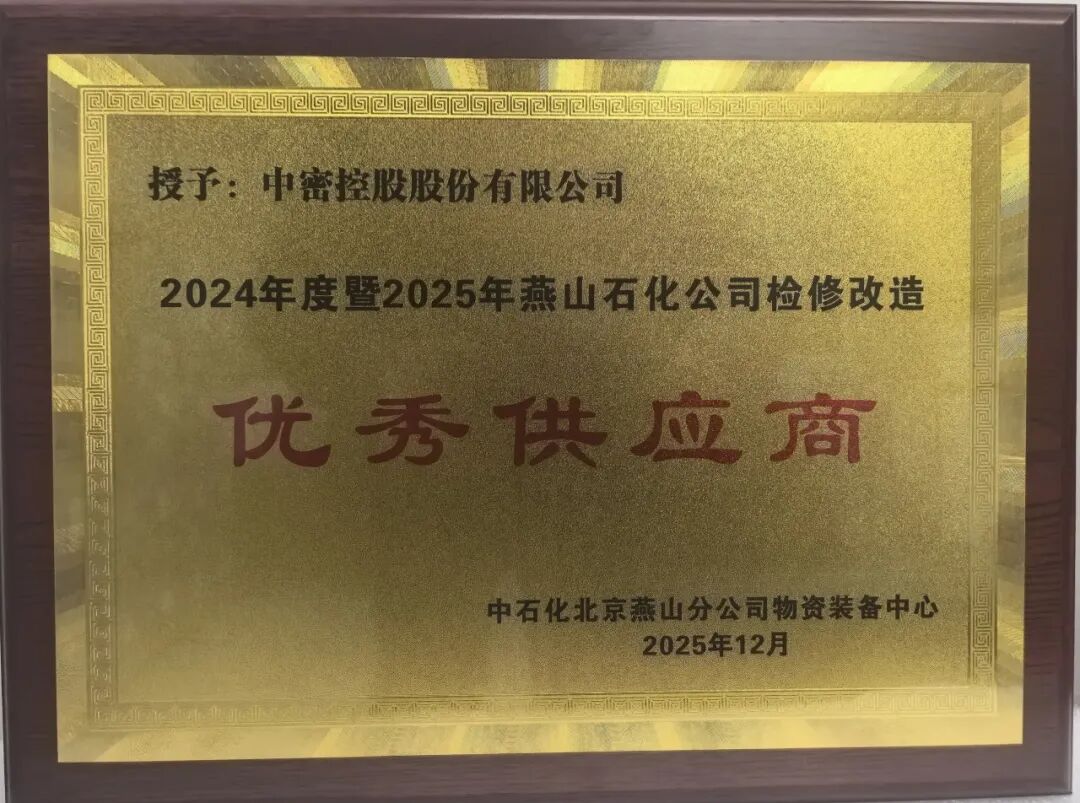 授予：中密控股股份有限公司
2024年度暨2025年燕山石化公司检修改造
优秀供应商
中石化北京燕山分公司物资装备中心
2025年12月